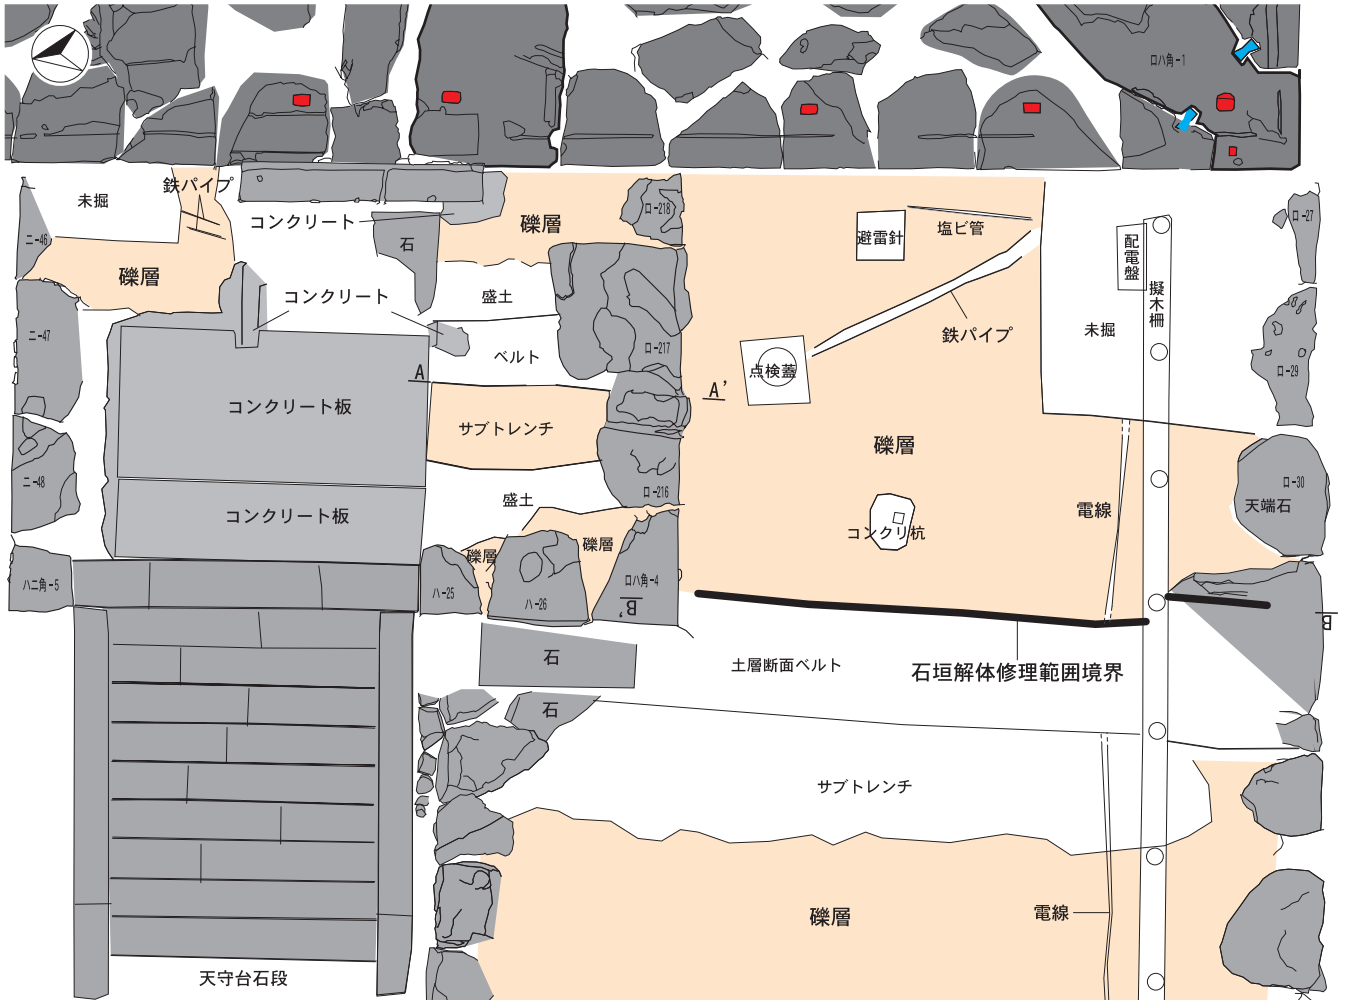 ロハ角-1
未掘
鉄パイプ
コンクリート
石
礫層
ロ-218
避雷針
塩ビ管
配電盤
擬木柵
ロ-27
ニ-46
礫層
コンクリート
盛土
ベルト
ロ-217
鉄パイプ
未掘
ニ-47
A
点検蓋
A'
ロ-29
コンクリート板
サブトレンチ
礫層
ニ-48
盛土
ロ-216
ロ-30
天端石
コンクリート板
電線
コンクリ杭
礫層
礫層
ハニ角-5
ハ-25
ハ-26
ロハ角-4
B'
B
石
土層断面ベルト
石垣解体修理範囲境界
石
サブトレンチ
礫層
電線
天守台石段